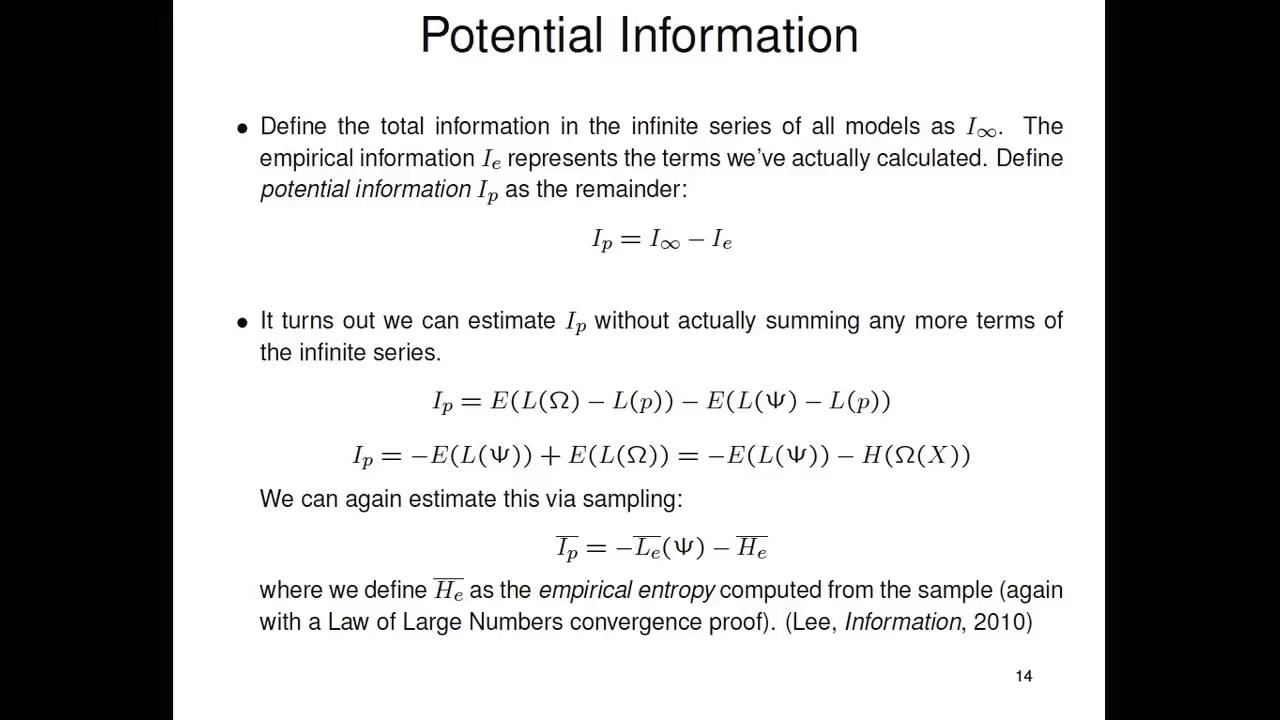 Potential Information
• Define the total information in the infinite series of all models as I∞. The
empirical information Ie represents the terms we've actually calculated. Define
potential information Ip as the remainder:
Ip = I∞ − Ie
• It turns out we can estimate Ip without actually summing any more terms of
the infinite series.
Ip = E(L(Ω) − L(p)) − E(L(Ψ) − L(p))
Ip = −E(L(Ψ)) + E(L(Ω)) = −E(L(Ψ)) − H(Ω(X))
We can again estimate this via sampling:
I̅p̅ = −L̅e̅(Ψ) − H̅e̅
where we define H̅e̅ as the empirical entropy computed from the sample (again
with a Law of Large Numbers convergence proof). (Lee, Information, 2010)
14